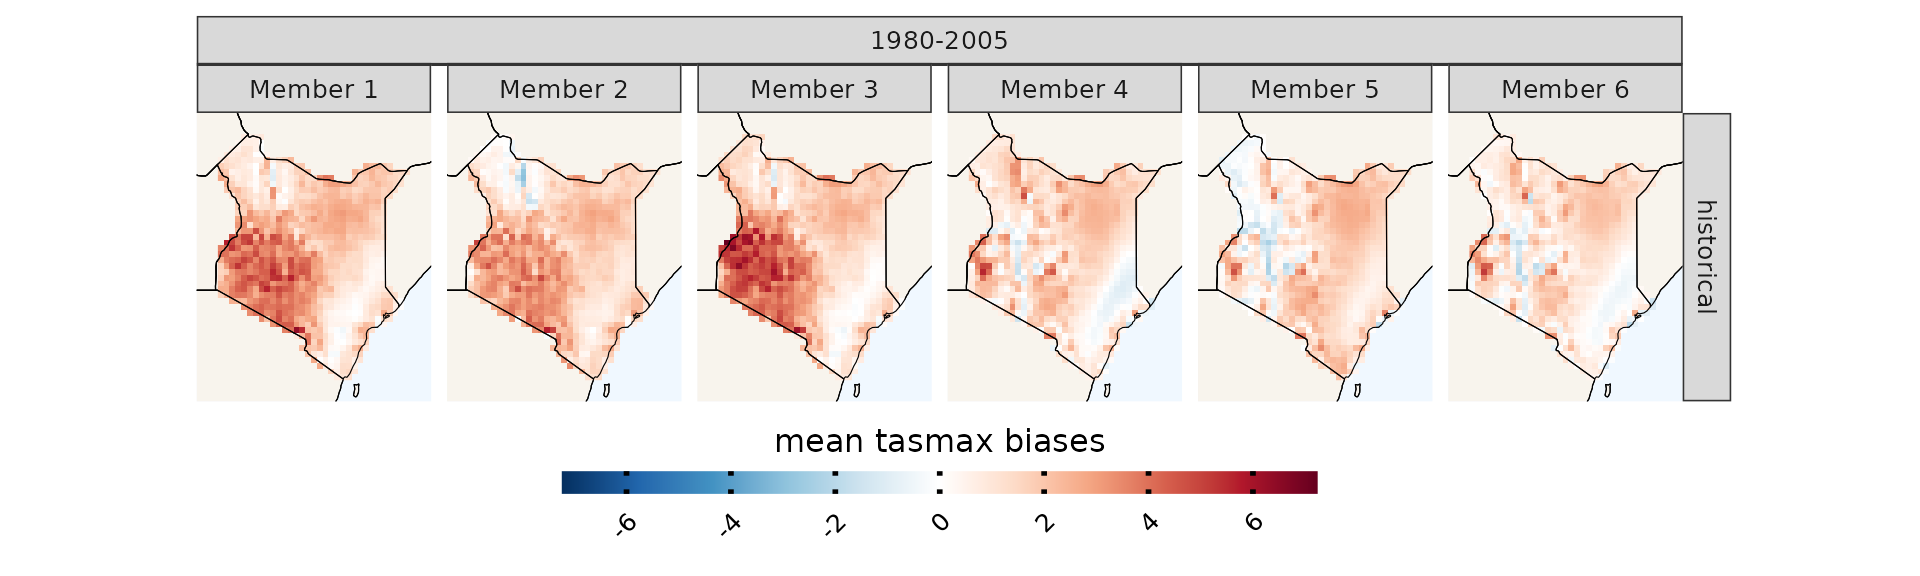 1980-2005
Member 1
Member 2
Member 3
Member 4
Member 5
Member 6
historical
mean tasmax biases
-6
-4
-2
0
2
4
6